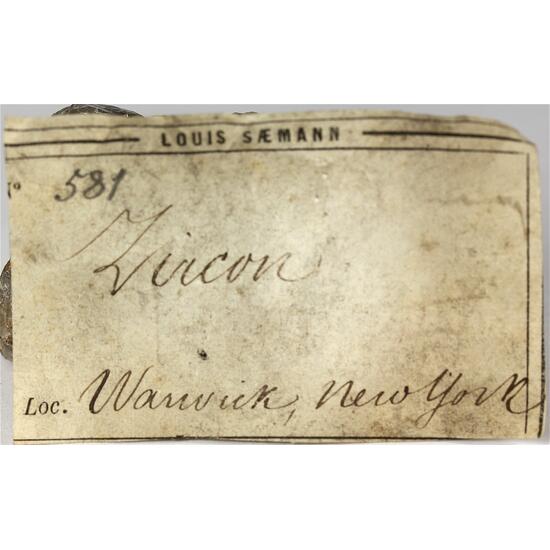 LOUIS SÆMANN
Nº 581
Zircon
Loc. Warwick, New York